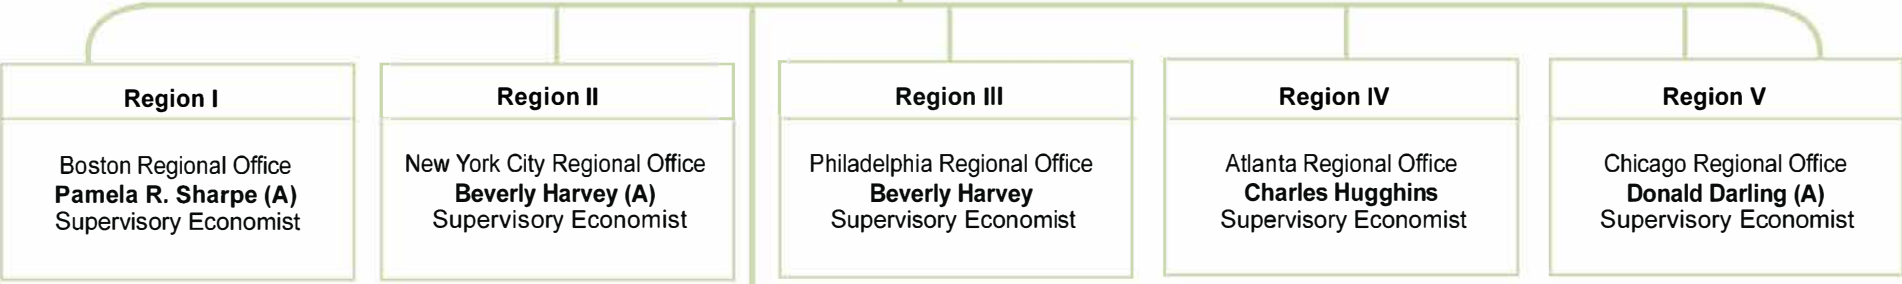 Region I
Boston Regional Office
Pamela R. Sharpe (A)
Supervisory Economist
Region II
New York City Regional Office
Beverly Harvey (A)
Supervisory Economist
Region III
Philadelphia Regional Office
Beverly Harvey
Supervisory Economist
Region IV
Atlanta Regional Office
Charles Hugghins
Supervisory Economist
Region V
Chicago Regional Office
Donald Darling (A)
Supervisory Economist